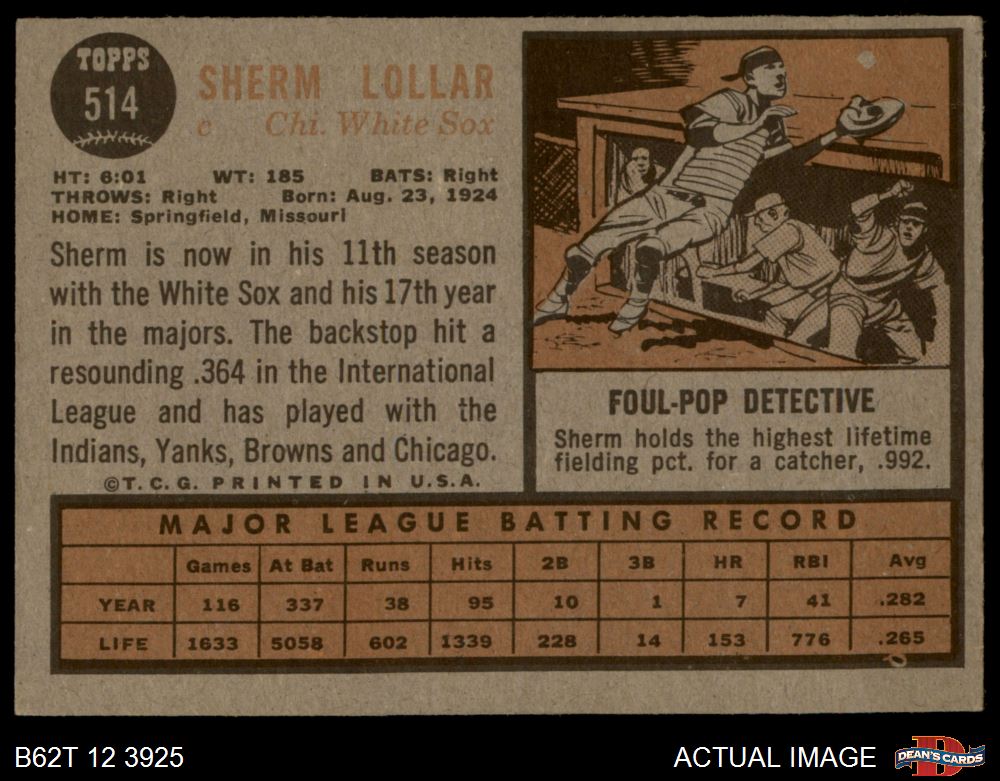 TOPPS
514
SHERM LOLLAR
c Chi. White Sox
HT: 6:01 WT: 185 BATS: Right
THROWS: Right Born: Aug. 23, 1924
HOME: Springfield, Missouri
Sherm is now in his 11th season
with the White Sox and his 17th year
in the majors. The backstop hit a
resounding .364 in the International
League and has played with the
Indians, Yanks, Browns and Chicago.
©T.C.G. PRINTED IN U.S.A.
FOUL-POP DETECTIVE
Sherm holds the highest lifetime
fielding pct. for a catcher, .992.
MAJOR LEAGUE BATTING RECORD
Games At Bat Runs Hits 2B 3B HR RBI Avg
YEAR 116 337 38 95 10 1 7 41 .282
LIFE 1633 5058 602 1339 228 14 153 776 .265
B62T 12 3925
ACTUAL IMAGE
D
DEAN'S CARDS